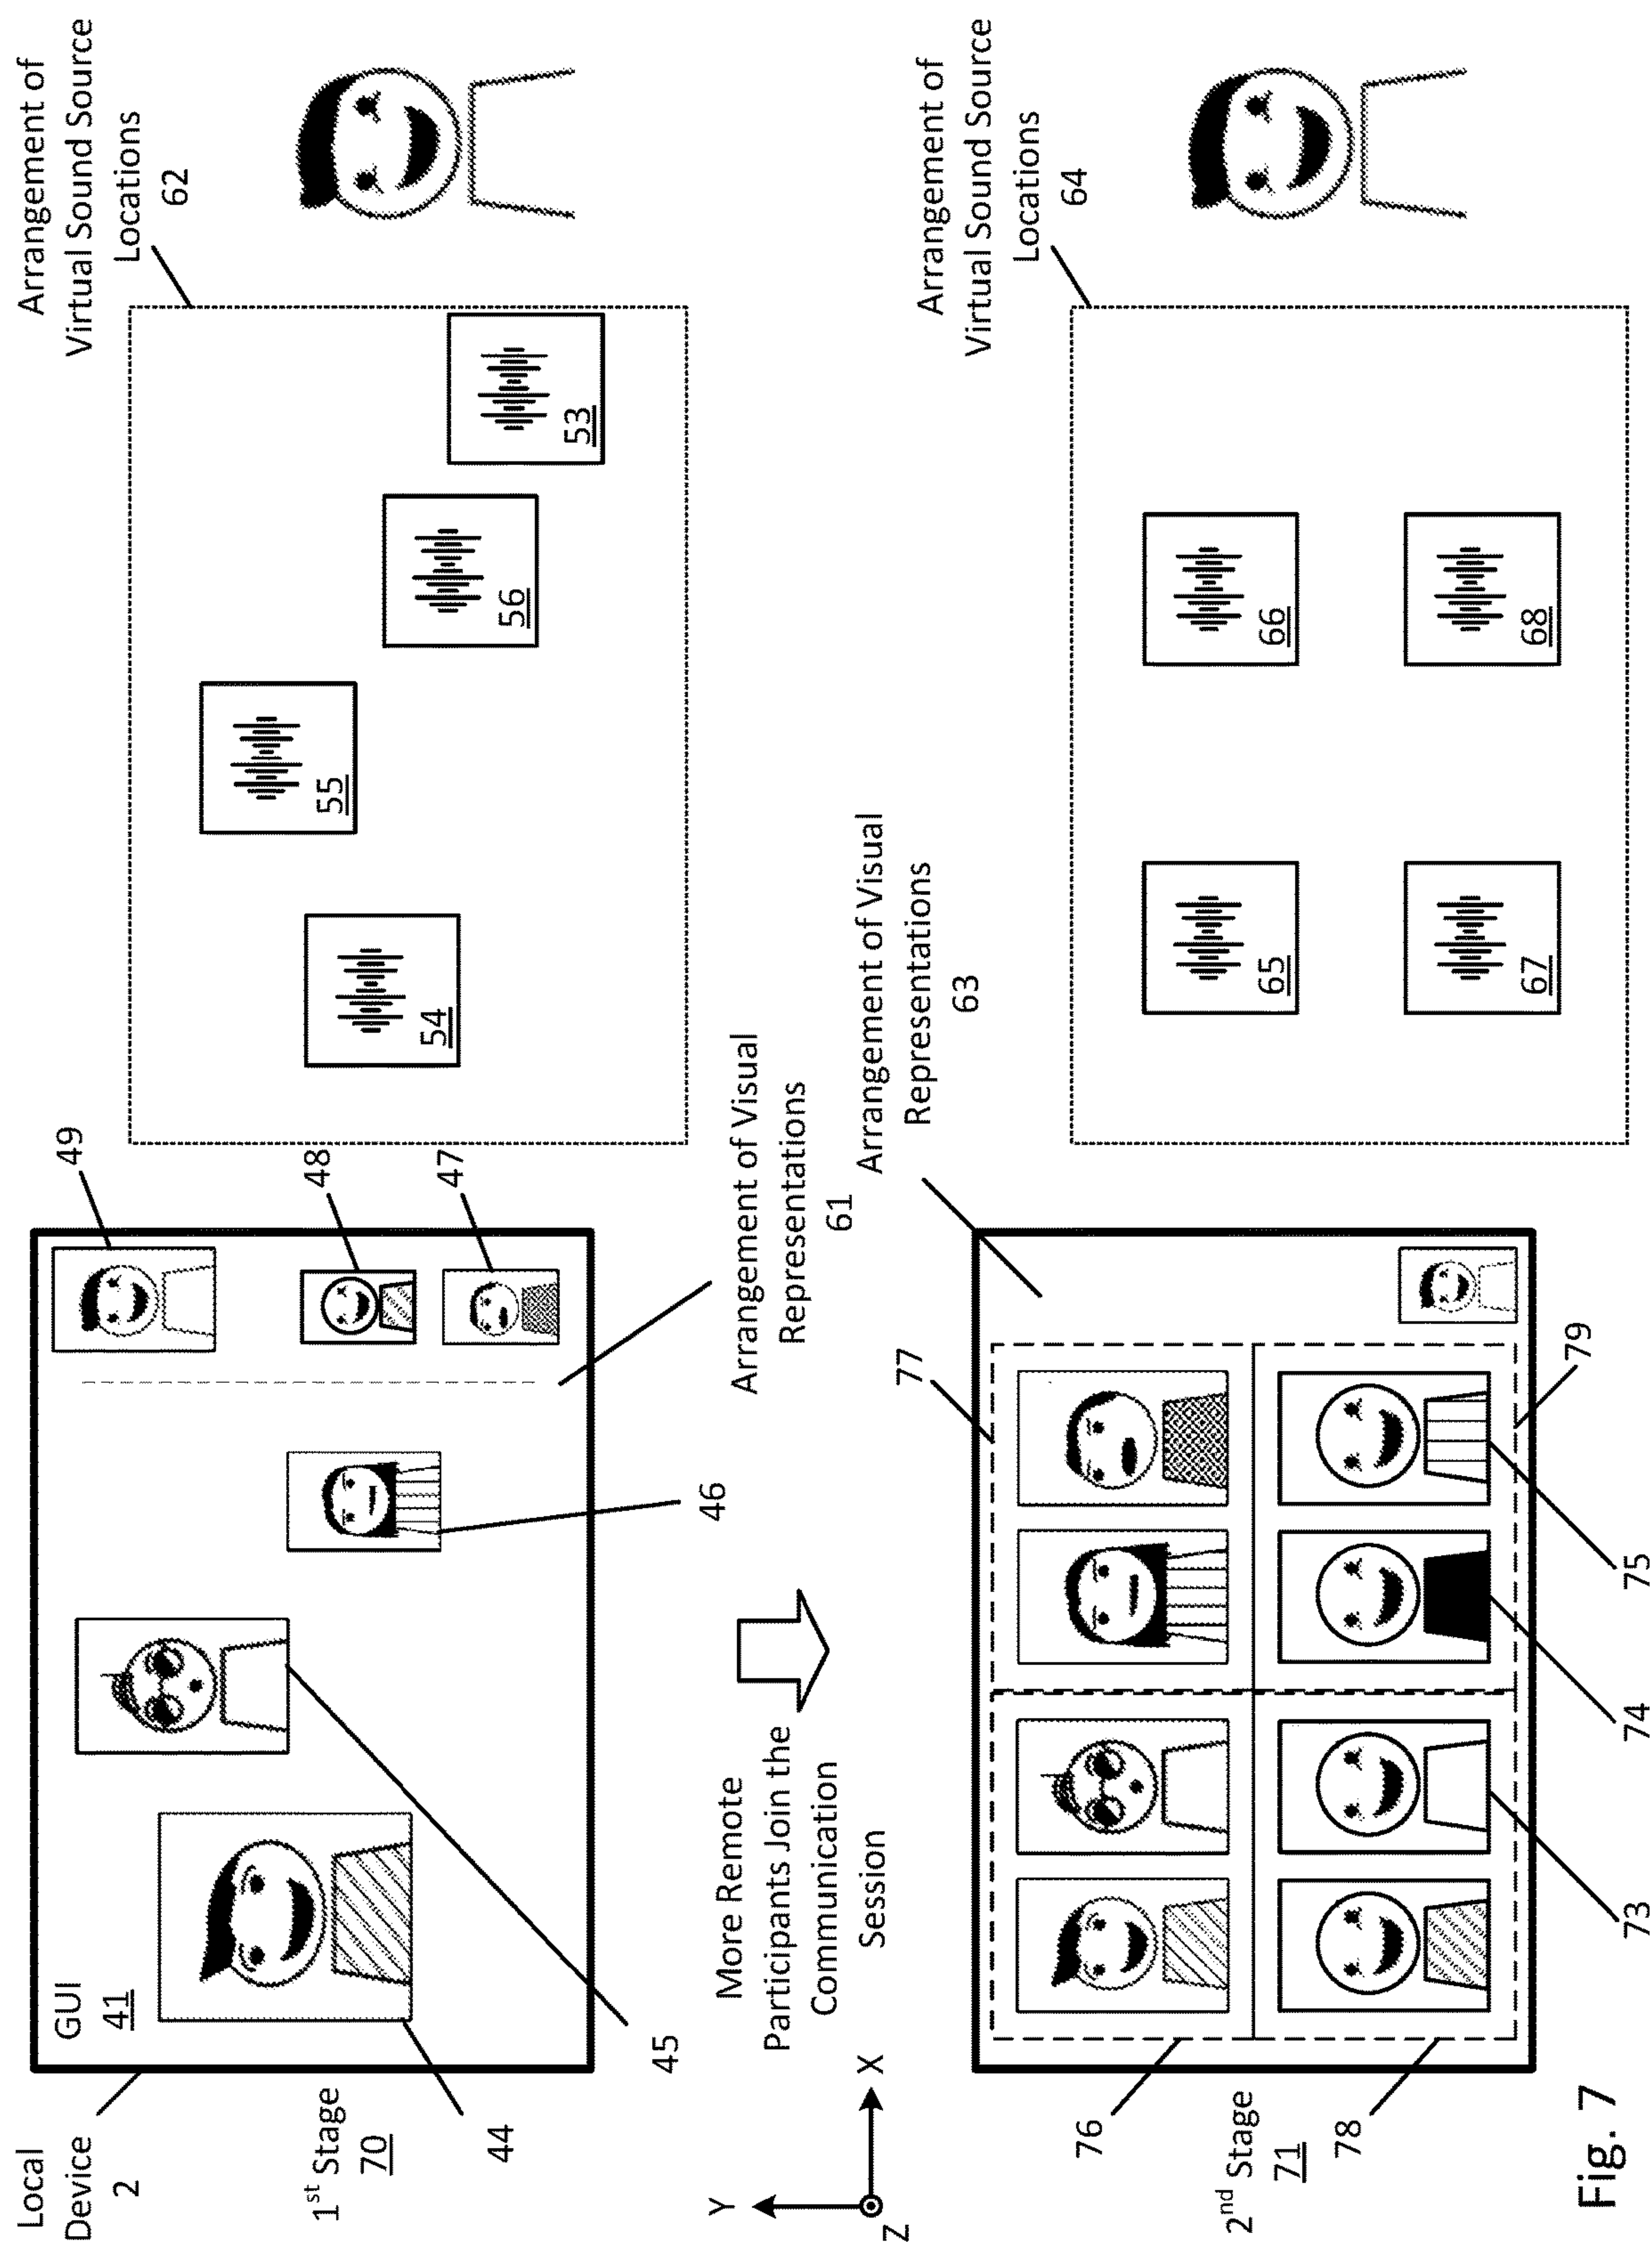 Local
Device
2
GUI
41
1st Stage
70
44
45
46
47
48
49
Arrangement of Visual
Representations
61
Arrangement of
Virtual Sound Source
Locations
62
54
55
56
53
More Remote
Participants Join the
Communication
Session
Y
X
Z
2nd Stage
71
76
77
78
73
74
75
79
Arrangement of Visual
Representations
63
Arrangement of
Virtual Sound Source
Locations
64
65
66
67
68
Fig. 7